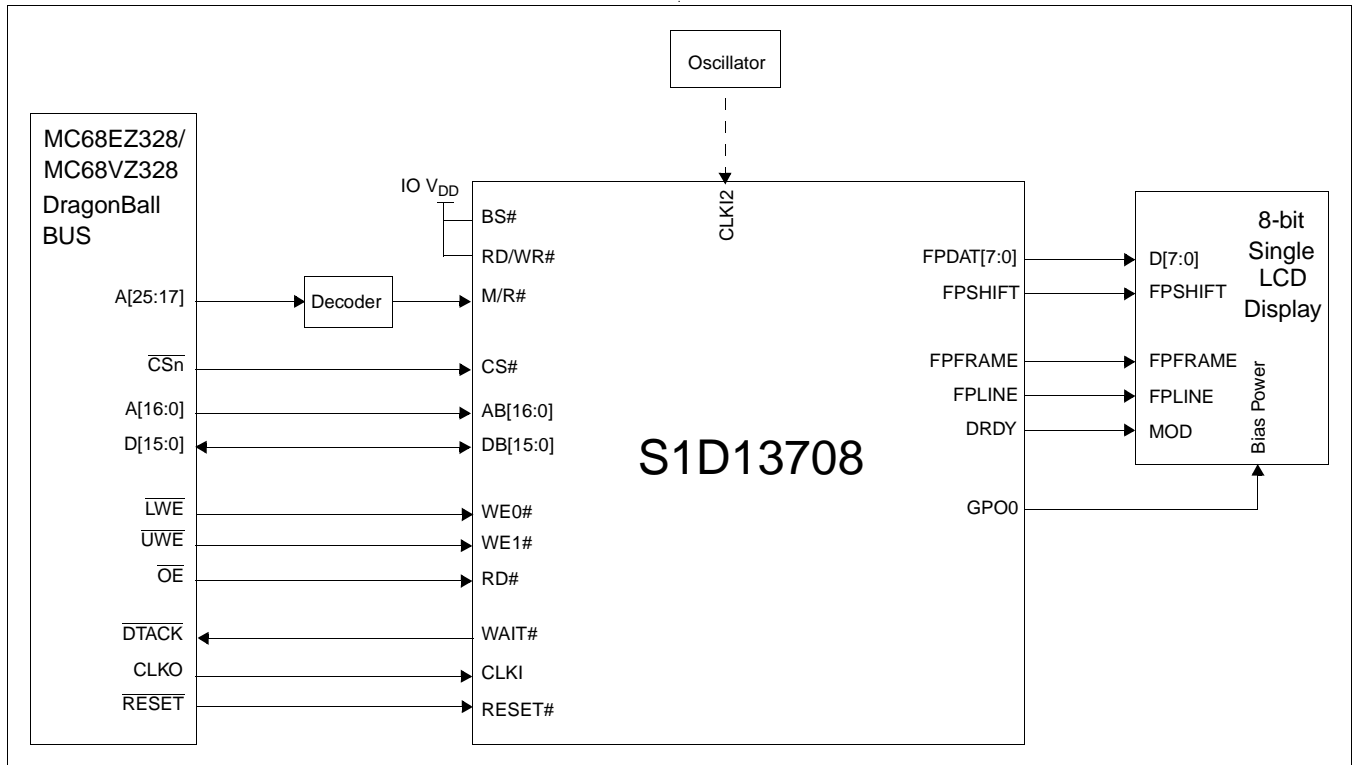 Oscillator
MC68EZ328/
MC68VZ328
DragonBall
BUS
A[25:17]
CSn
A[16:0]
D[15:0]
LWE
UWE
OE
DTACK
CLKO
RESET
Decoder
IO VDD
BS#
RD/WR#
M/R#
CS#
AB[16:0]
DB[15:0]
WE0#
WE1#
RD#
WAIT#
CLKI
RESET#
CLKI2
S1D13708
FPDAT[7:0]
FPSHIFT
FPFRAME
FPLINE
DRDY
GPO0
D[7:0]
FPSHIFT
FPFRAME
FPLINE
MOD
8-bit
Single
LCD
Display
Bias Power